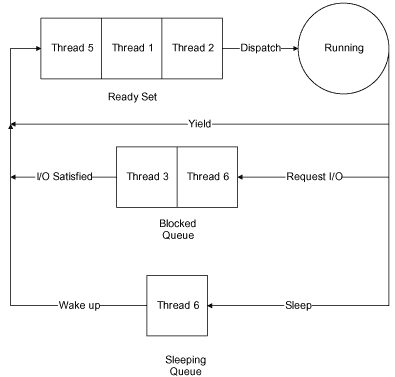 Thread 5
Thread 1
Thread 2
Dispatch
Running
Ready Set
Yield
I/O Satisfied
Thread 3
Thread 6
Request I/O
Blocked
Queue
Wake up
Thread 6
Sleep
Sleeping
Queue